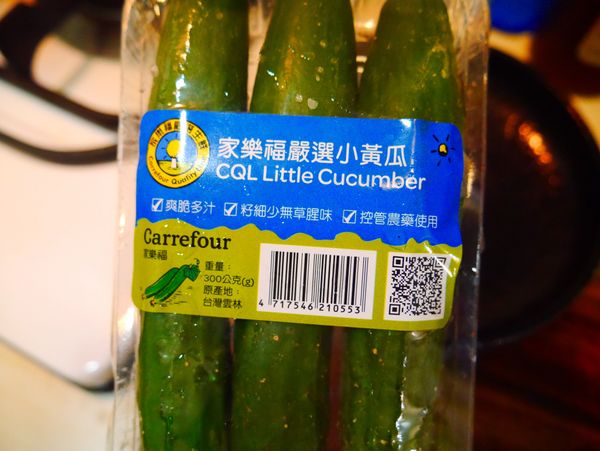 家樂福嚴選小黃瓜
CQL Little Cucumber
爽脆多汁 籽細少無草腥味 控管農藥使用
Carrefour
家樂福
重量：
300公克(g)
原產地：
台灣雲林
4 717546 210553